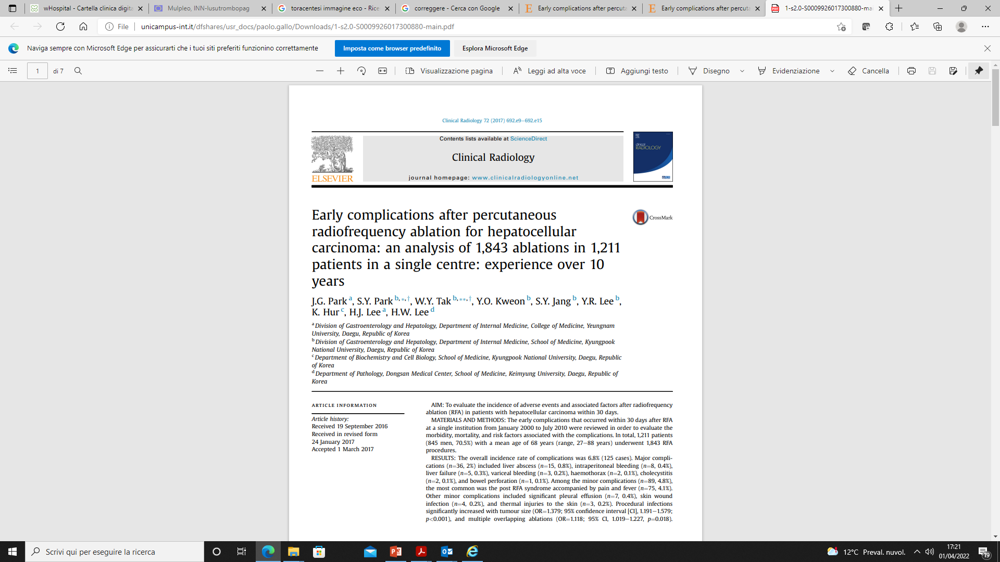 wHospital - Cartella clinica digita
Mulpleo, INN-lusutrombopag
toracentesi immagine eco - Rice
correggere - Cerca con Google
Early complications after percuta
Early complications after percuta
1-s2.0-S0009926017300880-mai
File
unicampus-int.it/dfshares/usr_docs/paolo.gallo/Downloads/1-s2.0-S0009926017300880-main.pdf
Naviga sempre con Microsoft Edge per assicurarti che i tuoi siti preferiti funzionino correttamente
Imposta come browser predefinito
Esplora Microsoft Edge
1 di 7
Visualizzazione pagina
Leggi ad alta voce
Aggiungi testo
Disegno
Evidenziazione
Cancella
Clinical Radiology 72 (2017) 692.e9−692.e15
Contents lists available at ScienceDirect
Clinical Radiology
journal homepage: www.clinicalradiologyonline.net
ELSEVIER
clinical
RADIOLOGY
CrossMark
Early complications after percutaneous
radiofrequency ablation for hepatocellular
carcinoma: an analysis of 1,843 ablations in 1,211
patients in a single centre: experience over 10
years
J.G. Park a, S.Y. Park b,*,†, W.Y. Tak b,**,†, Y.O. Kweon b, S.Y. Jang b, Y.R. Lee b,
K. Hur c, H.J. Lee a, H.W. Lee d
a Division of Gastroenterology and Hepatology, Department of Internal Medicine, College of Medicine, Yeungnam
University, Daegu, Republic of Korea
b Division of Gastroenterology and Hepatology, Department of Internal Medicine, School of Medicine, Kyungpook
National University, Daegu, Republic of Korea
c Department of Biochemistry and Cell Biology, School of Medicine, Kyungpook National University, Daegu, Republic
of Korea
d Department of Pathology, Dongsan Medical Center, School of Medicine, Keimyung University, Daegu, Republic of
Korea
ARTICLE INFORMATION
Article history:
Received 19 September 2016
Received in revised form
24 January 2017
Accepted 1 March 2017
AIM: To evaluate the incidence of adverse events and associated factors after radiofrequency
ablation (RFA) in patients with hepatocellular carcinoma within 30 days.
MATERIALS AND METHODS: The early complications that occurred within 30 days after RFA
at a single institution from January 2000 to July 2010 were reviewed in order to evaluate the
morbidity, mortality, and risk factors associated with the complications. In total, 1,211 patients
(845 men, 70.5%) with a mean age of 68 years (range, 27−88 years) underwent 1,843 RFA
procedures.
RESULTS: The overall incidence rate of complications was 6.8% (125 cases). Major compli-
cations (n=36, 2%) included liver abscess (n=15, 0.8%), intraperitoneal bleeding (n=8, 0.4%),
liver failure (n=5, 0.3%), variceal bleeding (n=3, 0.2%), haemothorax (n=2, 0.1%), cholecystitis
(n=2, 0.1%), and bowel perforation (n=1, 0.1%). Among the minor complications (n=89, 4.8%),
the most common was the post RFA syndrome accompanied by pain and fever (n=75, 4.1%).
Other minor complications included significant pleural effusion (n=7, 0.4%), skin wound
infection (n=4, 0.2%), and thermal injuries to the skin (n=3, 0.2%). Procedural infections
significantly increased with tumour size (OR=1.379; 95% confidence interval [CI], 1.191−1.579;
p<0.001), and multiple overlapping ablations (OR=1.118; 95% CI, 1.019−1.227, p=0.018).
Scrivi qui per eseguire la ricerca
12°C Preval. nuvol.
17:21
01/04/2022
19